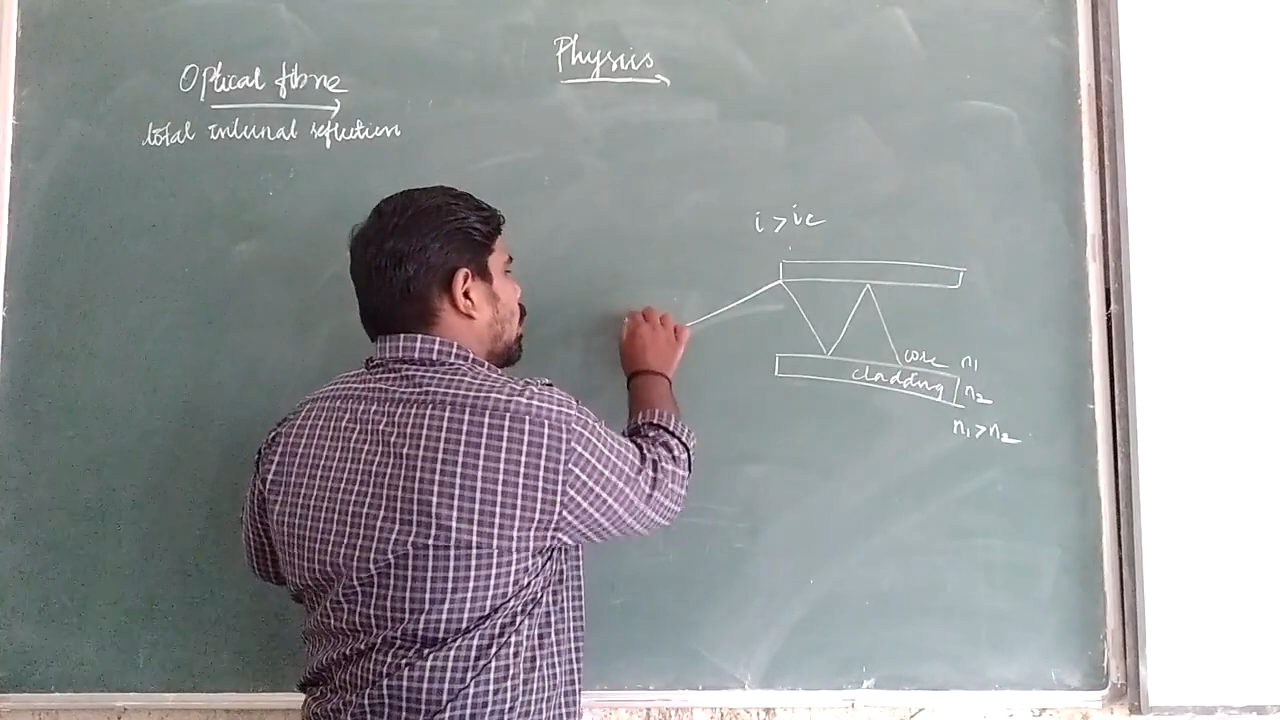 Physics
Optical fibre
total internal reflection
i > ic
core n1
cladding n2
n1 > n2